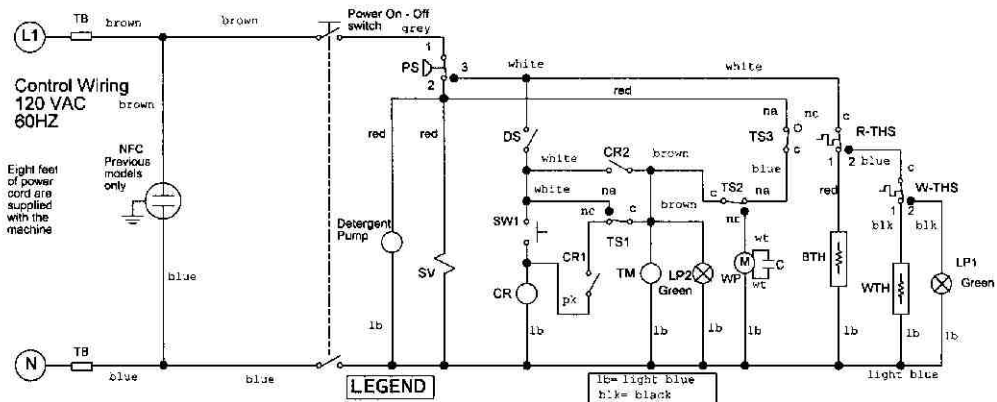 TB
brown
brown
Power On - Off
switch
grey
L1
1
PS
3
2
white
white
Control Wiring
120 VAC
60HZ
brown
red
na
nc
c
R-THS
red
red
DS
TS3
c
1
2
blue
c
NFC
Previous
models
only
CR2
white
brown
blue
W-THS
Eight feet
of power
cord are
supplied
with the
machine
white
na
c
TS2
na
red
1
2
blk
blk
nc
c
brown
nc
Detergent
Pump
SW1
TS1
wt
CR1
BTH
LP1
SV
TM
LP2
M
C
WP
Green
CR
Green
wt
WTH
blue
pk
lb
lb
lb
lb
lb
lb
lb
lb
lb
N
TB
blue
blue
LEGEND
lb= light blue
blk= black
light blue